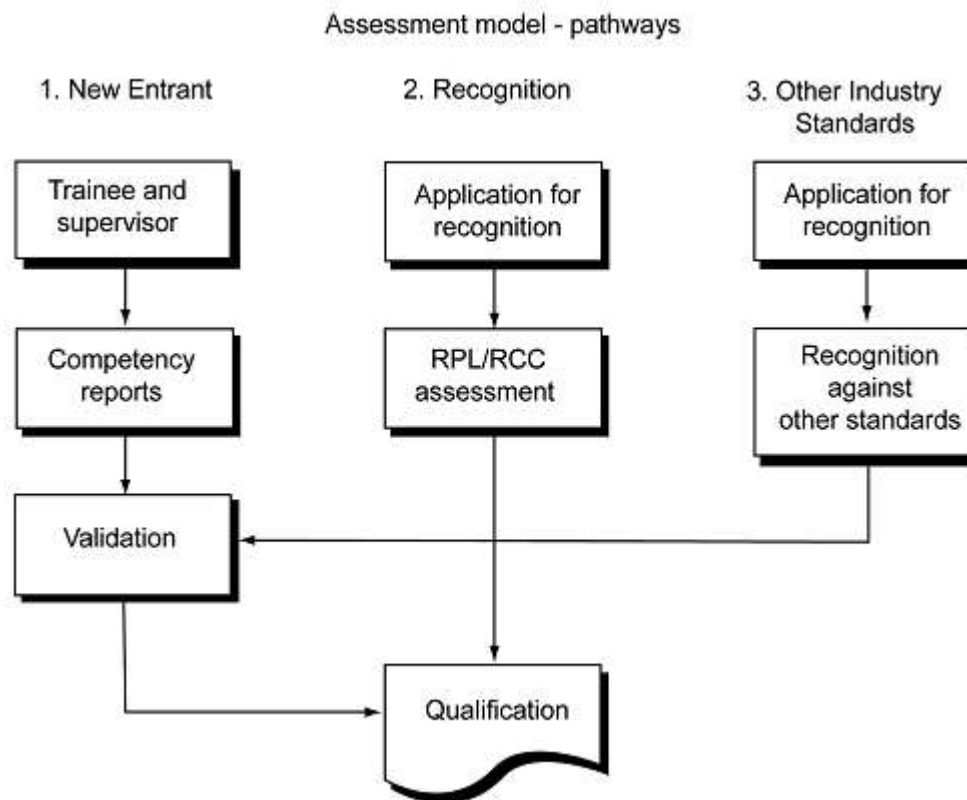 Assessment model - pathways
1. New Entrant
2. Recognition
3. Other Industry
Standards
Trainee and
supervisor
Application for
recognition
Application for
recognition
Competency
reports
RPL/RCC
assessment
Recognition
against
other standards
Validation
Qualification